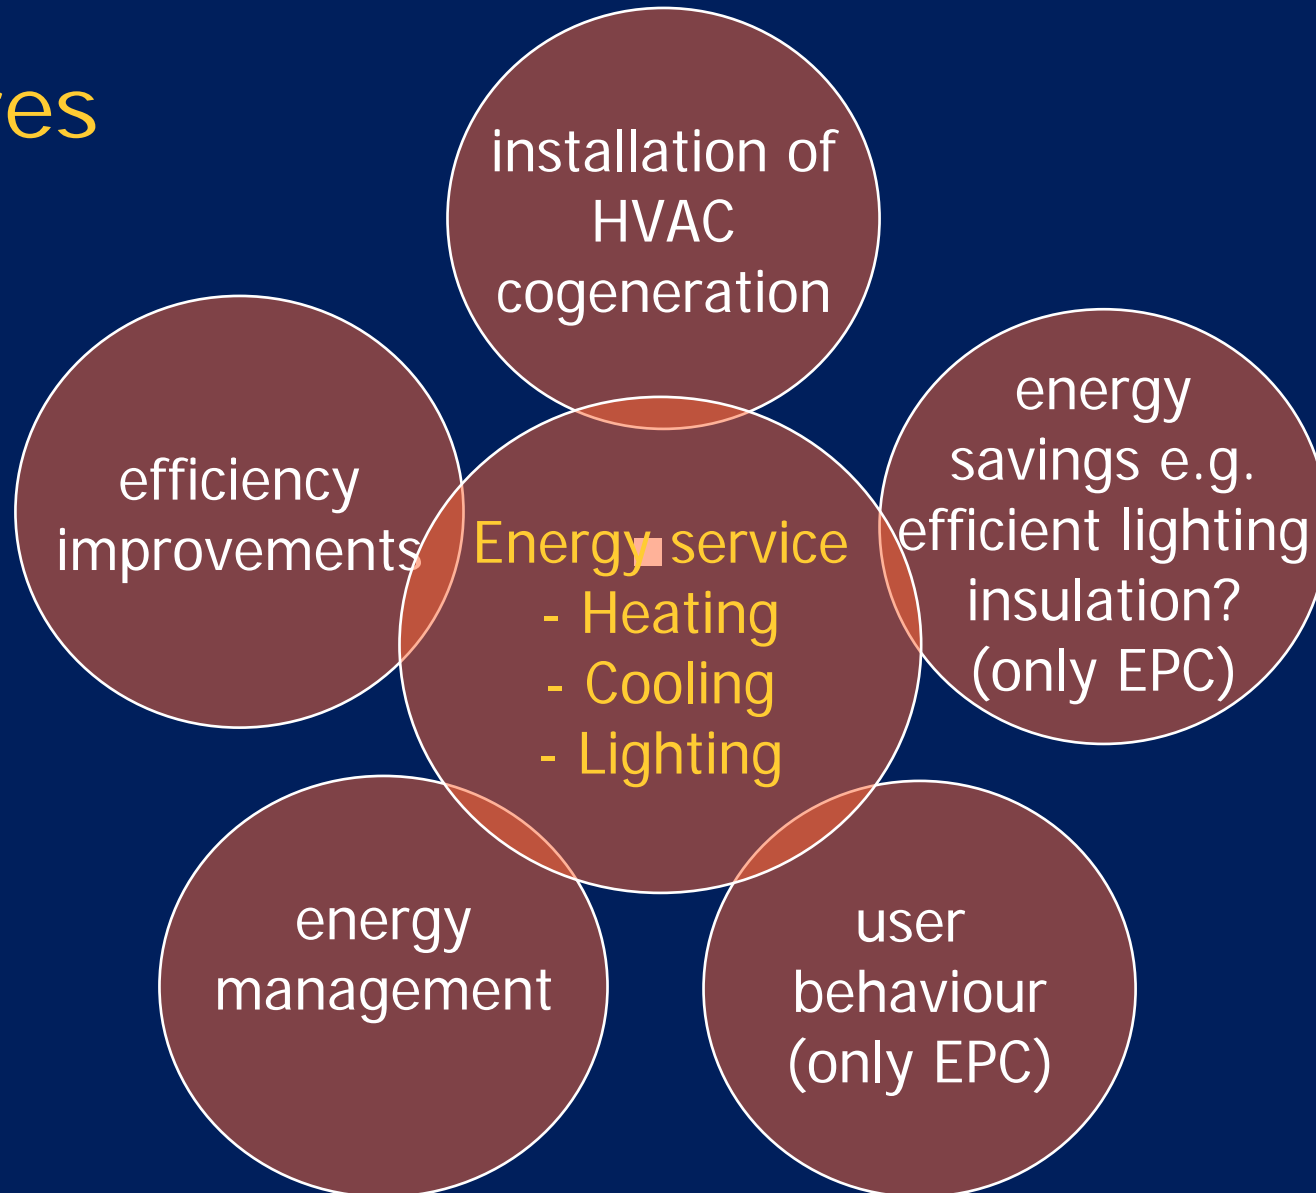 installation of
HVAC
cogeneration
efficiency
improvements
energy
savings e.g.
efficient lighting
insulation?
(only EPC)
Energy service
- Heating
- Cooling
- Lighting
energy
management
user
behaviour
(only EPC)